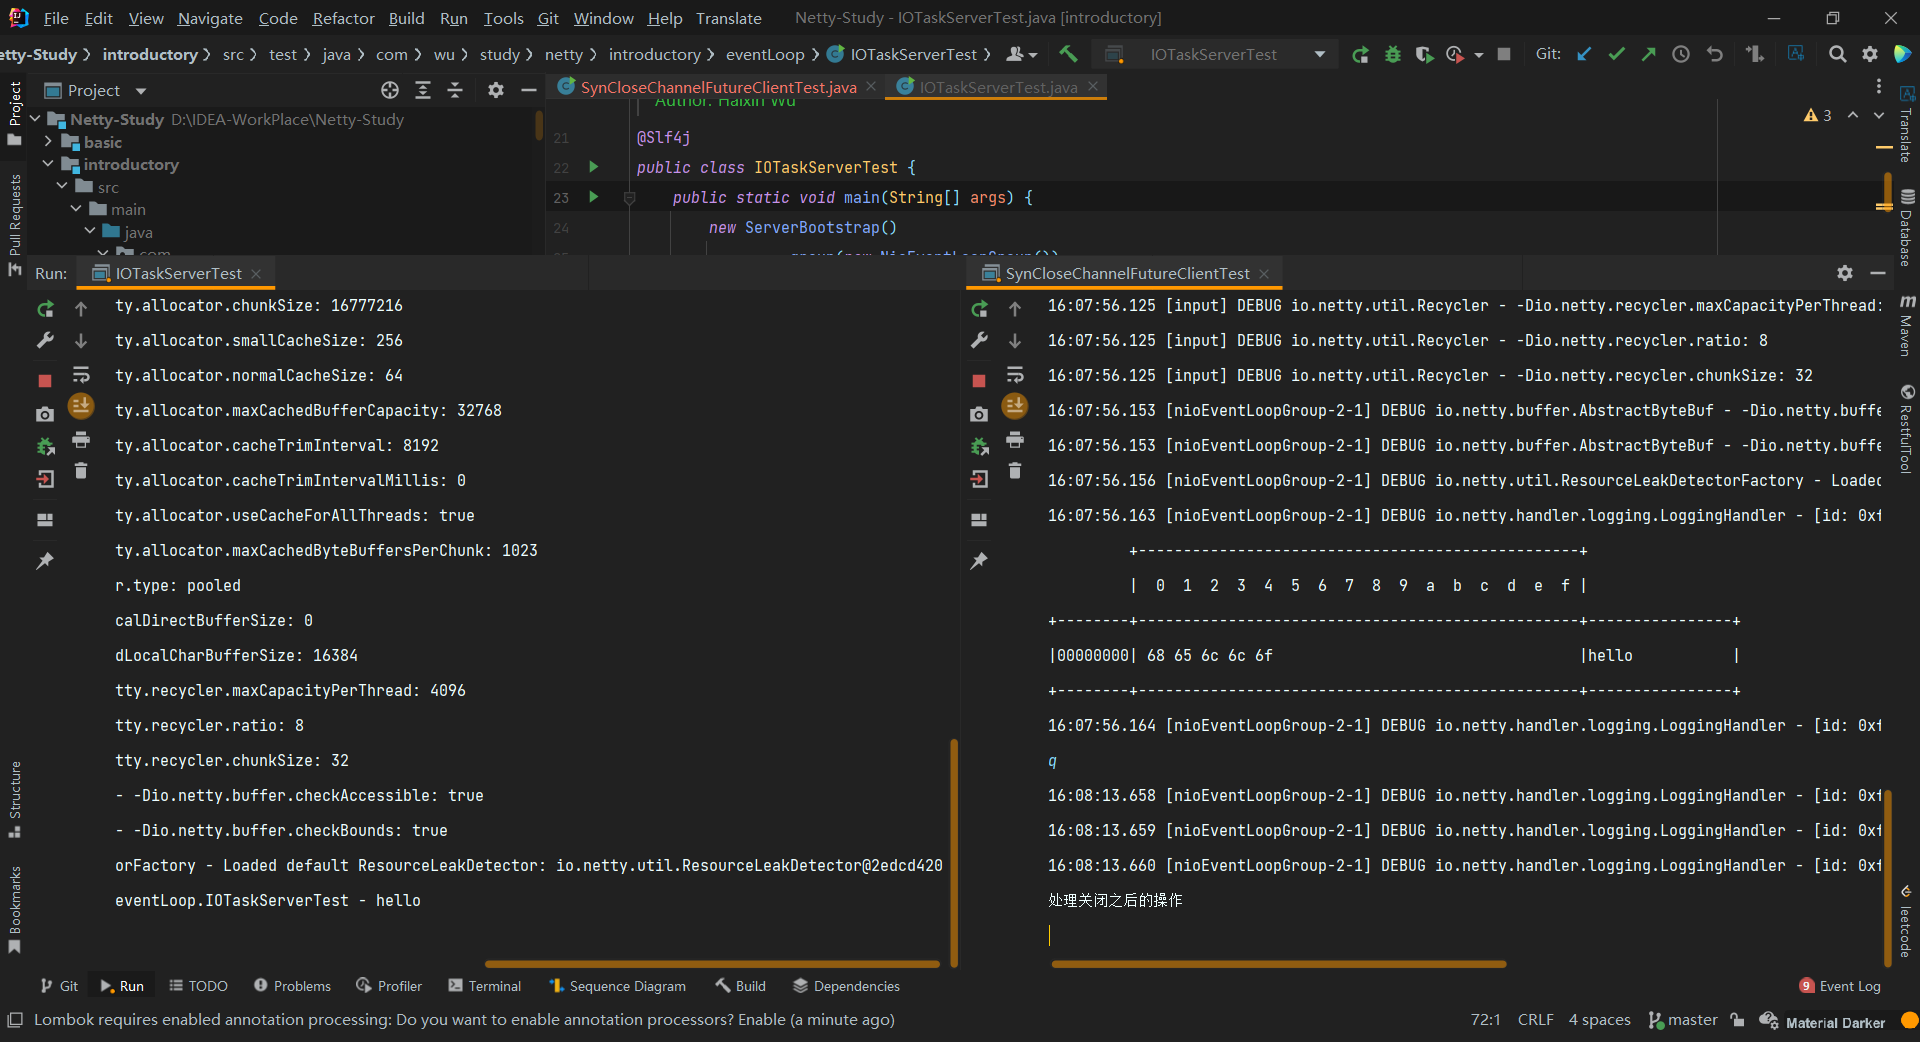 File Edit View Navigate Code Refactor Build Run Tools Git Window Help Translate Netty-Study - IOTaskServerTest.java [introductory]
etty-Study introductory src test java com wu study netty introductory eventLoop IOTaskServerTest IOTaskServerTest Git:
Project
Project
SynCloseChannelFutureClientTest.java
IOTaskServerTest.java
Netty-Study D:\IDEA-WorkPlace\Netty-Study
basic
introductory
src
main
java
com
Author: Haixin Wu
3
21 @Slf4j
22 public class IOTaskServerTest {
23 public static void main(String[] args) {
24 new ServerBootstrap()
.group(new NioEventLoopGroup())
Pull Requests
Structure
Bookmarks
Translate
Database
Maven
RestfulTool
leetcode
Run: IOTaskServerTest
ty.allocator.chunkSize: 16777216
ty.allocator.smallCacheSize: 256
ty.allocator.normalCacheSize: 64
ty.allocator.maxCachedBufferCapacity: 32768
ty.allocator.cacheTrimInterval: 8192
ty.allocator.cacheTrimIntervalMillis: 0
ty.allocator.useCacheForAllThreads: true
ty.allocator.maxCachedByteBuffersPerChunk: 1023
r.type: pooled
calDirectBufferSize: 0
dLocalCharBufferSize: 16384
tty.recycler.maxCapacityPerThread: 4096
tty.recycler.ratio: 8
tty.recycler.chunkSize: 32
- -Dio.netty.buffer.checkAccessible: true
- -Dio.netty.buffer.checkBounds: true
orFactory - Loaded default ResourceLeakDetector: io.netty.util.ResourceLeakDetector@2edcd420
eventLoop.IOTaskServerTest - hello
SynCloseChannelFutureClientTest
16:07:56.125 [input] DEBUG io.netty.util.Recycler - -Dio.netty.recycler.maxCapacityPerThread:
16:07:56.125 [input] DEBUG io.netty.util.Recycler - -Dio.netty.recycler.ratio: 8
16:07:56.125 [input] DEBUG io.netty.util.Recycler - -Dio.netty.recycler.chunkSize: 32
16:07:56.153 [nioEventLoopGroup-2-1] DEBUG io.netty.buffer.AbstractByteBuf - -Dio.netty.buffe
16:07:56.153 [nioEventLoopGroup-2-1] DEBUG io.netty.buffer.AbstractByteBuf - -Dio.netty.buffe
16:07:56.156 [nioEventLoopGroup-2-1] DEBUG io.netty.util.ResourceLeakDetectorFactory - Loaded
16:07:56.163 [nioEventLoopGroup-2-1] DEBUG io.netty.handler.logging.LoggingHandler - [id: 0xf
+-------------------------------------------------+
| 0 1 2 3 4 5 6 7 8 9 a b c d e f |
+--------+-------------------------------------------------+----------------+
|00000000| 68 65 6c 6c 6f |hello |
+--------+-------------------------------------------------+----------------+
16:07:56.164 [nioEventLoopGroup-2-1] DEBUG io.netty.handler.logging.LoggingHandler - [id: 0xf
q
16:08:13.658 [nioEventLoopGroup-2-1] DEBUG io.netty.handler.logging.LoggingHandler - [id: 0xf
16:08:13.659 [nioEventLoopGroup-2-1] DEBUG io.netty.handler.logging.LoggingHandler - [id: 0xf
16:08:13.660 [nioEventLoopGroup-2-1] DEBUG io.netty.handler.logging.LoggingHandler - [id: 0xf
处理关闭之后的操作
Git Run TODO Problems Profiler Terminal Sequence Diagram Build Dependencies 9 Event Log
Lombok requires enabled annotation processing: Do you want to enable annotation processors? Enable (a minute ago) 72:1 CRLF 4 spaces master Material Darker